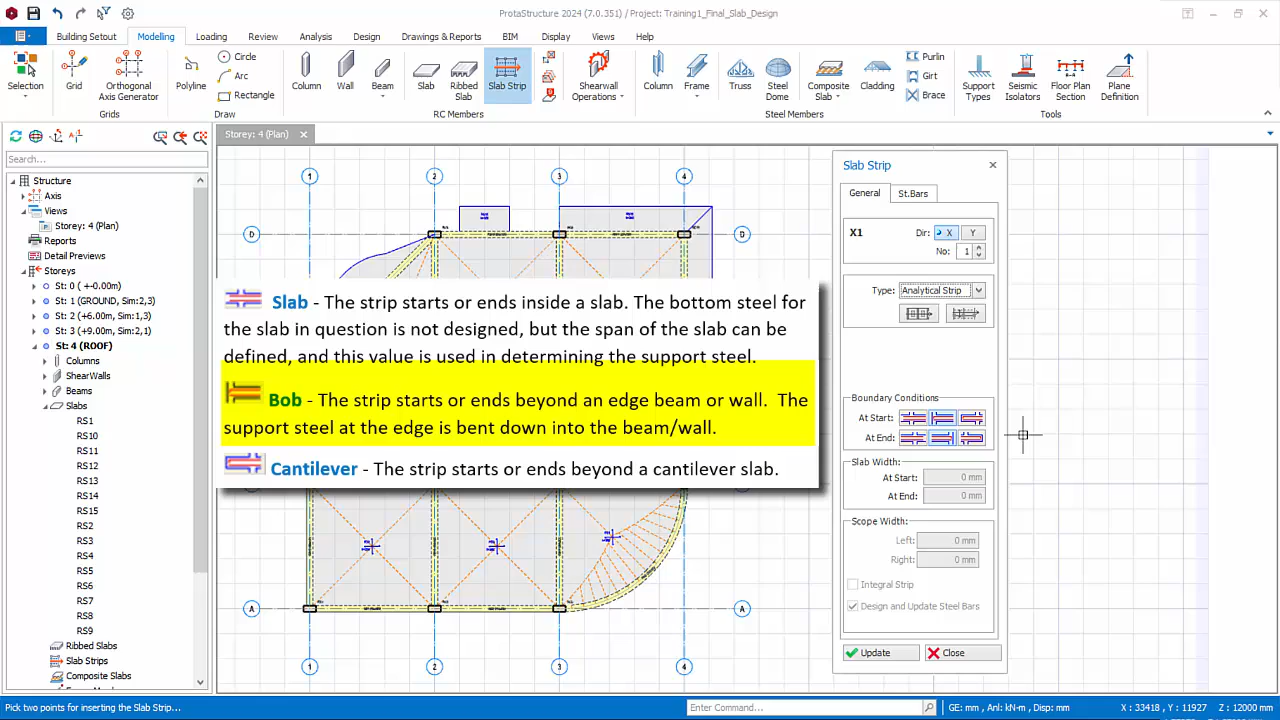 ProtaStructure 2024 (7.0.351) / Project: Training1_Final_Slab_Design
Building Setout Modelling Loading Review Analysis Design Drawings & Reports BIM Display Views Help
Selection Grid Orthogonal Axis Generator Polyline Circle Arc Rectangle Column Wall Beam Slab Ribbed Slab Slab Strip Shearwall Operations Column Frame Truss Steel Dome Composite Slab Cladding Purlin Girt Brace Support Types Seismic Isolators Floor Plan Section Plane Definition
Grids Draw RC Members Steel Members Tools
Search...
Structure
Axis
Views
Storey: 4 (Plan)
Reports
Detail Previews
Storeys
St: 0 ( +-0.00m)
St: 1 (GROUND, Sim:2,3)
St: 2 (+6.00m, Sim:1,3)
St: 3 (+9.00m, Sim:2,1)
St: 4 (ROOF)
Columns
ShearWalls
Beams
Slabs
RS1
RS10
RS11
RS12
RS13
RS14
RS15
RS2
RS3
RS4
RS5
RS6
RS7
RS8
RS9
Ribbed Slabs
Slab Strips
Composite Slabs
Storey: 4 (Plan)
1 2 3 4
D D
Slab - The strip starts or ends inside a slab. The bottom steel for
the slab in question is not designed, but the span of the slab can be
defined, and this value is used in determining the support steel.
Bob - The strip starts or ends beyond an edge beam or wall. The
support steel at the edge is bent down into the beam/wall.
Cantilever - The strip starts or ends beyond a cantilever slab.
A A
1 2 3 4
Slab Strip
General St.Bars
X1 Dir: X Y
No: 1
Type: Analytical Strip
Boundary Conditions
At Start:
At End:
Slab Width:
At Start: 0 mm
At End: 0 mm
Scope Width:
Left: 0 mm
Right: 0 mm
Integral Strip
Design and Update Steel Bars
Update Close
Pick two points for inserting the Slab Strip... Enter Command... GE: mm, Anl: kN-m, Disp: mm X : 33418 , Y : 11927 Z : 12000 mm